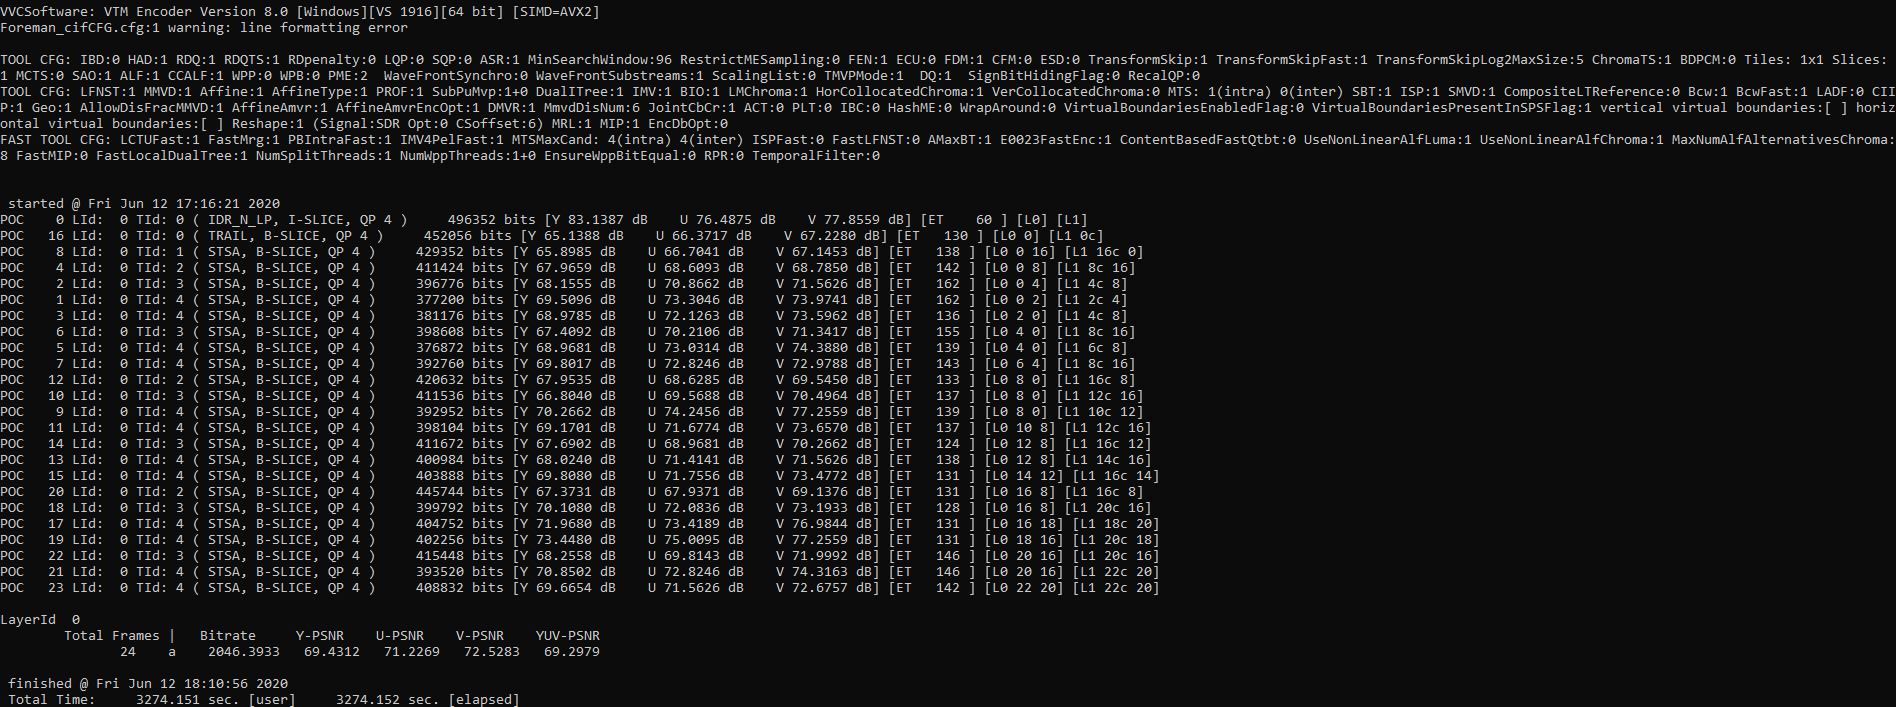 VVCSoftware: VTM Encoder Version 8.0 [Windows][VS 1916][64 bit] [SIMD=AVX2]
Foreman_cifCFG.cfg:1 warning: line formatting error
TOOL CFG: IBD:0 HAD:1 RDQ:1 RDQTS:1 RDpenalty:0 LQP:0 SQP:0 ASR:1 MinSearchWindow:96 RestrictMESampling:0 FEN:1 ECU:0 FDM:1 CFM:0 ESD:0 TransformSkip:1 TransformSkipFast:1 TransformSkipLog2MaxSize:5 ChromaTS:1 BDPCM:0 Tiles: 1x1 Slices:
1 MCTS:0 SAO:1 ALF:1 CCALF:1 WPP:0 WPB:0 PME:2  WaveFrontSynchro:0 WaveFrontSubstreams:1 ScalingList:0 TMVPMode:1  DQ:1  SignBitHidingFlag:0 RecalQP:0
TOOL CFG: LFNST:1 MMVD:1 Affine:1 AffineType:1 PROF:1 SubPuMvp:1+0 DualITree:1 IMV:1 BIO:1 LMChroma:1 HorCollocatedChroma:1 VerCollocatedChroma:0 MTS: 1(intra) 0(inter) SBT:1 ISP:1 SMVD:1 CompositeLTReference:0 Bcw:1 BcwFast:1 LADF:0 CII
P:1 Geo:1 AllowDisFracMMVD:1 AffineAmvr:1 AffineAmvrEncOpt:1 DMVR:1 MmvdDisNum:6 JointCbCr:1 ACT:0 PLT:0 IBC:0 HashME:0 WrapAround:0 VirtualBoundariesEnabledFlag:0 VirtualBoundariesPresentInSPSFlag:1 vertical virtual boundaries:[ ] horiz
ontal virtual boundaries:[ ] Reshape:1 (Signal:SDR Opt:0 CSoffset:6) MRL:1 MIP:1 EncDbOpt:0
FAST TOOL CFG: LCTUFast:1 FastMrg:1 PBIntraFast:1 IMV4PelFast:1 MTSMaxCand: 4(intra) 4(inter) ISPFast:0 FastLFNST:0 AMaxBT:1 E0023FastEnc:1 ContentBasedFastQtbt:0 UseNonLinearAlfLuma:1 UseNonLinearAlfChroma:1 MaxNumAlfAlternativesChroma:
8 FastMIP:0 FastLocalDualTree:1 NumSplitThreads:1 NumWppThreads:1+0 EnsureWppBitEqual:0 RPR:0 TemporalFilter:0
started @ Fri Jun 12 17:16:21 2020
POC    0 LId:  0 TId: 0 ( IDR_N_LP, I-SLICE, QP 4 )     496352 bits [Y 83.1387 dB    U 76.4875 dB    V 77.8559 dB] [ET    60 ] [L0] [L1]
POC   16 LId:  0 TId: 0 ( TRAIL, B-SLICE, QP 4 )     452056 bits [Y 65.1388 dB    U 66.3717 dB    V 67.2280 dB] [ET   130 ] [L0 0] [L1 0c]
POC    8 LId:  0 TId: 1 ( STSA, B-SLICE, QP 4 )     429352 bits [Y 65.8985 dB    U 66.7041 dB    V 67.1453 dB] [ET   138 ] [L0 0 16] [L1 16c 0]
POC    4 LId:  0 TId: 2 ( STSA, B-SLICE, QP 4 )     411424 bits [Y 67.9659 dB    U 68.6093 dB    V 68.7850 dB] [ET   142 ] [L0 0 8] [L1 8c 16]
POC    2 LId:  0 TId: 3 ( STSA, B-SLICE, QP 4 )     396776 bits [Y 68.1555 dB    U 70.8662 dB    V 71.5626 dB] [ET   162 ] [L0 0 4] [L1 4c 8]
POC    1 LId:  0 TId: 4 ( STSA, B-SLICE, QP 4 )     377200 bits [Y 69.5096 dB    U 73.3046 dB    V 73.9741 dB] [ET   162 ] [L0 0 2] [L1 2c 4]
POC    3 LId:  0 TId: 4 ( STSA, B-SLICE, QP 4 )     381176 bits [Y 68.9785 dB    U 72.1263 dB    V 73.5962 dB] [ET   136 ] [L0 2 0] [L1 4c 8]
POC    6 LId:  0 TId: 3 ( STSA, B-SLICE, QP 4 )     398608 bits [Y 67.4092 dB    U 70.2106 dB    V 71.3417 dB] [ET   155 ] [L0 4 0] [L1 8c 16]
POC    5 LId:  0 TId: 4 ( STSA, B-SLICE, QP 4 )     376872 bits [Y 68.9681 dB    U 73.0314 dB    V 74.3880 dB] [ET   139 ] [L0 4 0] [L1 6c 8]
POC    7 LId:  0 TId: 4 ( STSA, B-SLICE, QP 4 )     392760 bits [Y 69.8017 dB    U 72.8246 dB    V 72.9788 dB] [ET   143 ] [L0 6 4] [L1 8c 16]
POC   12 LId:  0 TId: 2 ( STSA, B-SLICE, QP 4 )     420632 bits [Y 67.9535 dB    U 68.6285 dB    V 69.5450 dB] [ET   133 ] [L0 8 0] [L1 16c 8]
POC   10 LId:  0 TId: 3 ( STSA, B-SLICE, QP 4 )     411536 bits [Y 66.8040 dB    U 69.5688 dB    V 70.4964 dB] [ET   137 ] [L0 8 0] [L1 12c 16]
POC    9 LId:  0 TId: 4 ( STSA, B-SLICE, QP 4 )     392952 bits [Y 70.2662 dB    U 74.2456 dB    V 77.2559 dB] [ET   139 ] [L0 8 0] [L1 10c 12]
POC   11 LId:  0 TId: 4 ( STSA, B-SLICE, QP 4 )     398104 bits [Y 69.1701 dB    U 71.6774 dB    V 73.6570 dB] [ET   137 ] [L0 10 8] [L1 12c 16]
POC   14 LId:  0 TId: 3 ( STSA, B-SLICE, QP 4 )     411672 bits [Y 67.6902 dB    U 68.9681 dB    V 70.2662 dB] [ET   124 ] [L0 12 8] [L1 16c 12]
POC   13 LId:  0 TId: 4 ( STSA, B-SLICE, QP 4 )     400984 bits [Y 68.0240 dB    U 71.4141 dB    V 71.5626 dB] [ET   138 ] [L0 12 8] [L1 14c 16]
POC   15 LId:  0 TId: 4 ( STSA, B-SLICE, QP 4 )     403888 bits [Y 69.8080 dB    U 71.7556 dB    V 73.4772 dB] [ET   131 ] [L0 14 12] [L1 16c 14]
POC   20 LId:  0 TId: 2 ( STSA, B-SLICE, QP 4 )     445744 bits [Y 67.3731 dB    U 67.9371 dB    V 69.1376 dB] [ET   131 ] [L0 16 8] [L1 16c 8]
POC   18 LId:  0 TId: 3 ( STSA, B-SLICE, QP 4 )     399792 bits [Y 70.1080 dB    U 72.0836 dB    V 73.1933 dB] [ET   128 ] [L0 16 8] [L1 20c 16]
POC   17 LId:  0 TId: 4 ( STSA, B-SLICE, QP 4 )     404752 bits [Y 71.9680 dB    U 73.4189 dB    V 76.9844 dB] [ET   131 ] [L0 16 18] [L1 18c 20]
POC   19 LId:  0 TId: 4 ( STSA, B-SLICE, QP 4 )     402256 bits [Y 73.4480 dB    U 75.0095 dB    V 77.2559 dB] [ET   131 ] [L0 18 16] [L1 20c 18]
POC   22 LId:  0 TId: 3 ( STSA, B-SLICE, QP 4 )     415448 bits [Y 68.2558 dB    U 69.8143 dB    V 71.9992 dB] [ET   146 ] [L0 20 16] [L1 20c 16]
POC   21 LId:  0 TId: 4 ( STSA, B-SLICE, QP 4 )     393520 bits [Y 70.8502 dB    U 72.8246 dB    V 74.3163 dB] [ET   146 ] [L0 20 16] [L1 22c 20]
POC   23 LId:  0 TId: 4 ( STSA, B-SLICE, QP 4 )     408832 bits [Y 69.6654 dB    U 71.5626 dB    V 72.6757 dB] [ET   142 ] [L0 22 20] [L1 22c 20]
LayerId  0
Total Frames |   Bitrate     Y-PSNR    U-PSNR    V-PSNR    YUV-PSNR
24    a    2046.3933   69.4312   71.2269   72.5283   69.2979
finished @ Fri Jun 12 18:10:56 2020
Total Time:     3274.151 sec. [user]     3274.152 sec. [elapsed]